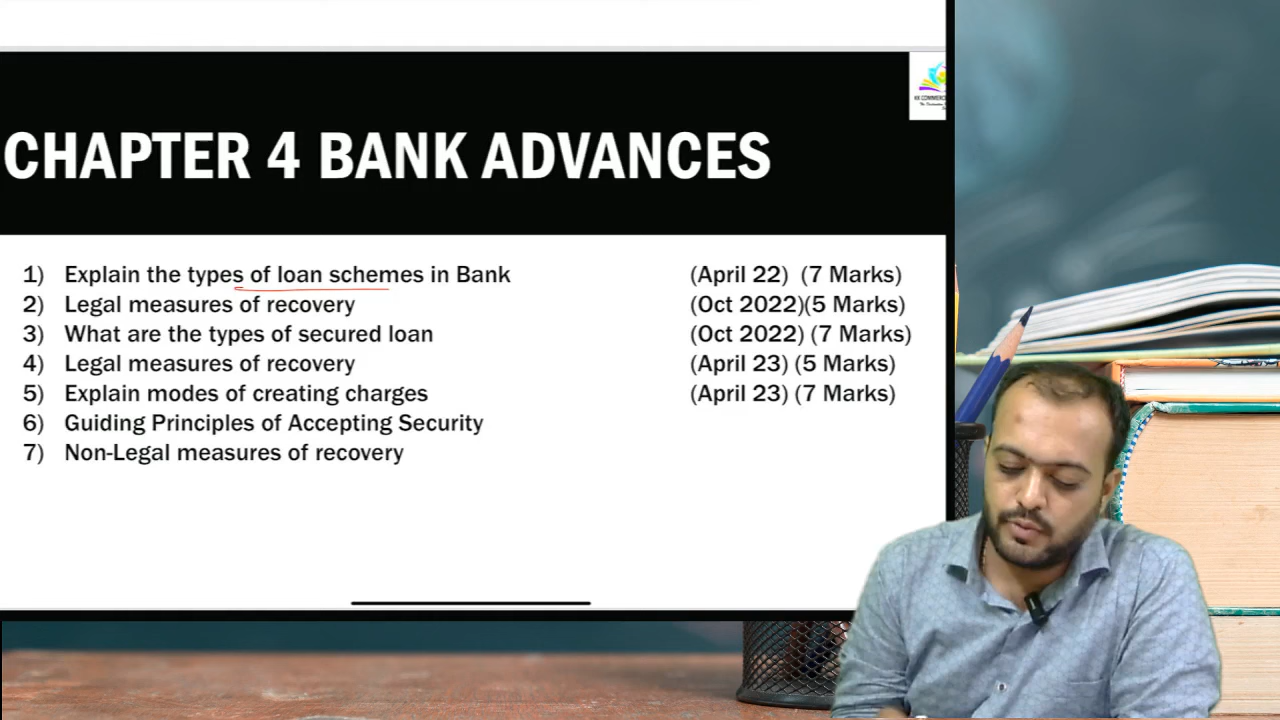 CHAPTER 4 BANK ADVANCES
1) Explain the types of loan schemes in Bank (April 22) (7 Marks)
2) Legal measures of recovery (Oct 2022)(5 Marks)
3) What are the types of secured loan (Oct 2022) (7 Marks)
4) Legal measures of recovery (April 23) (5 Marks)
5) Explain modes of creating charges (April 23) (7 Marks)
6) Guiding Principles of Accepting Security
7) Non-Legal measures of recovery